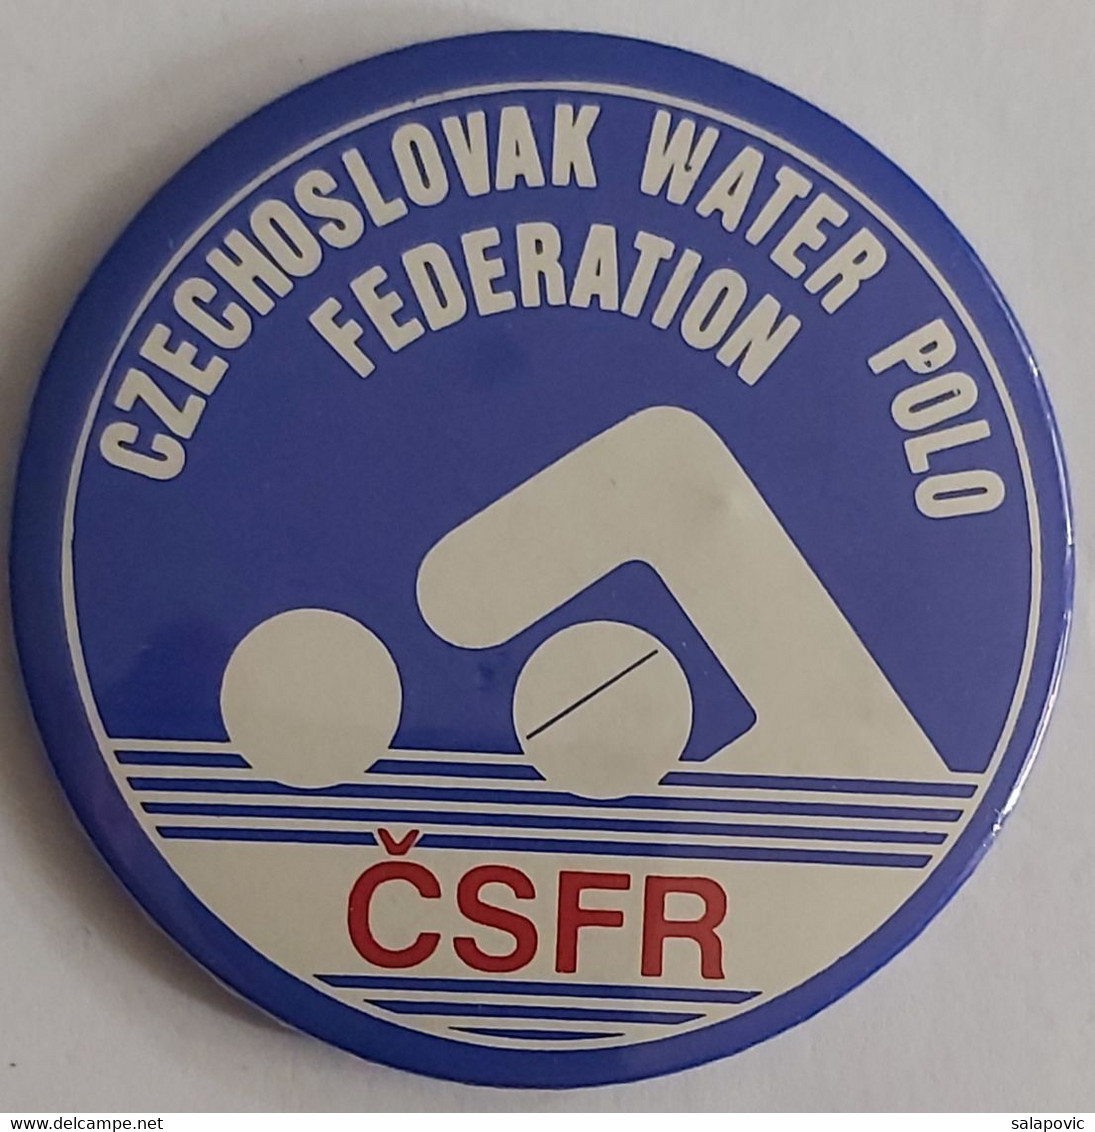 CZECHOSLOVAK WATER POLO
FEDERATION
ČSFR
www.delcampe.net
salapovic